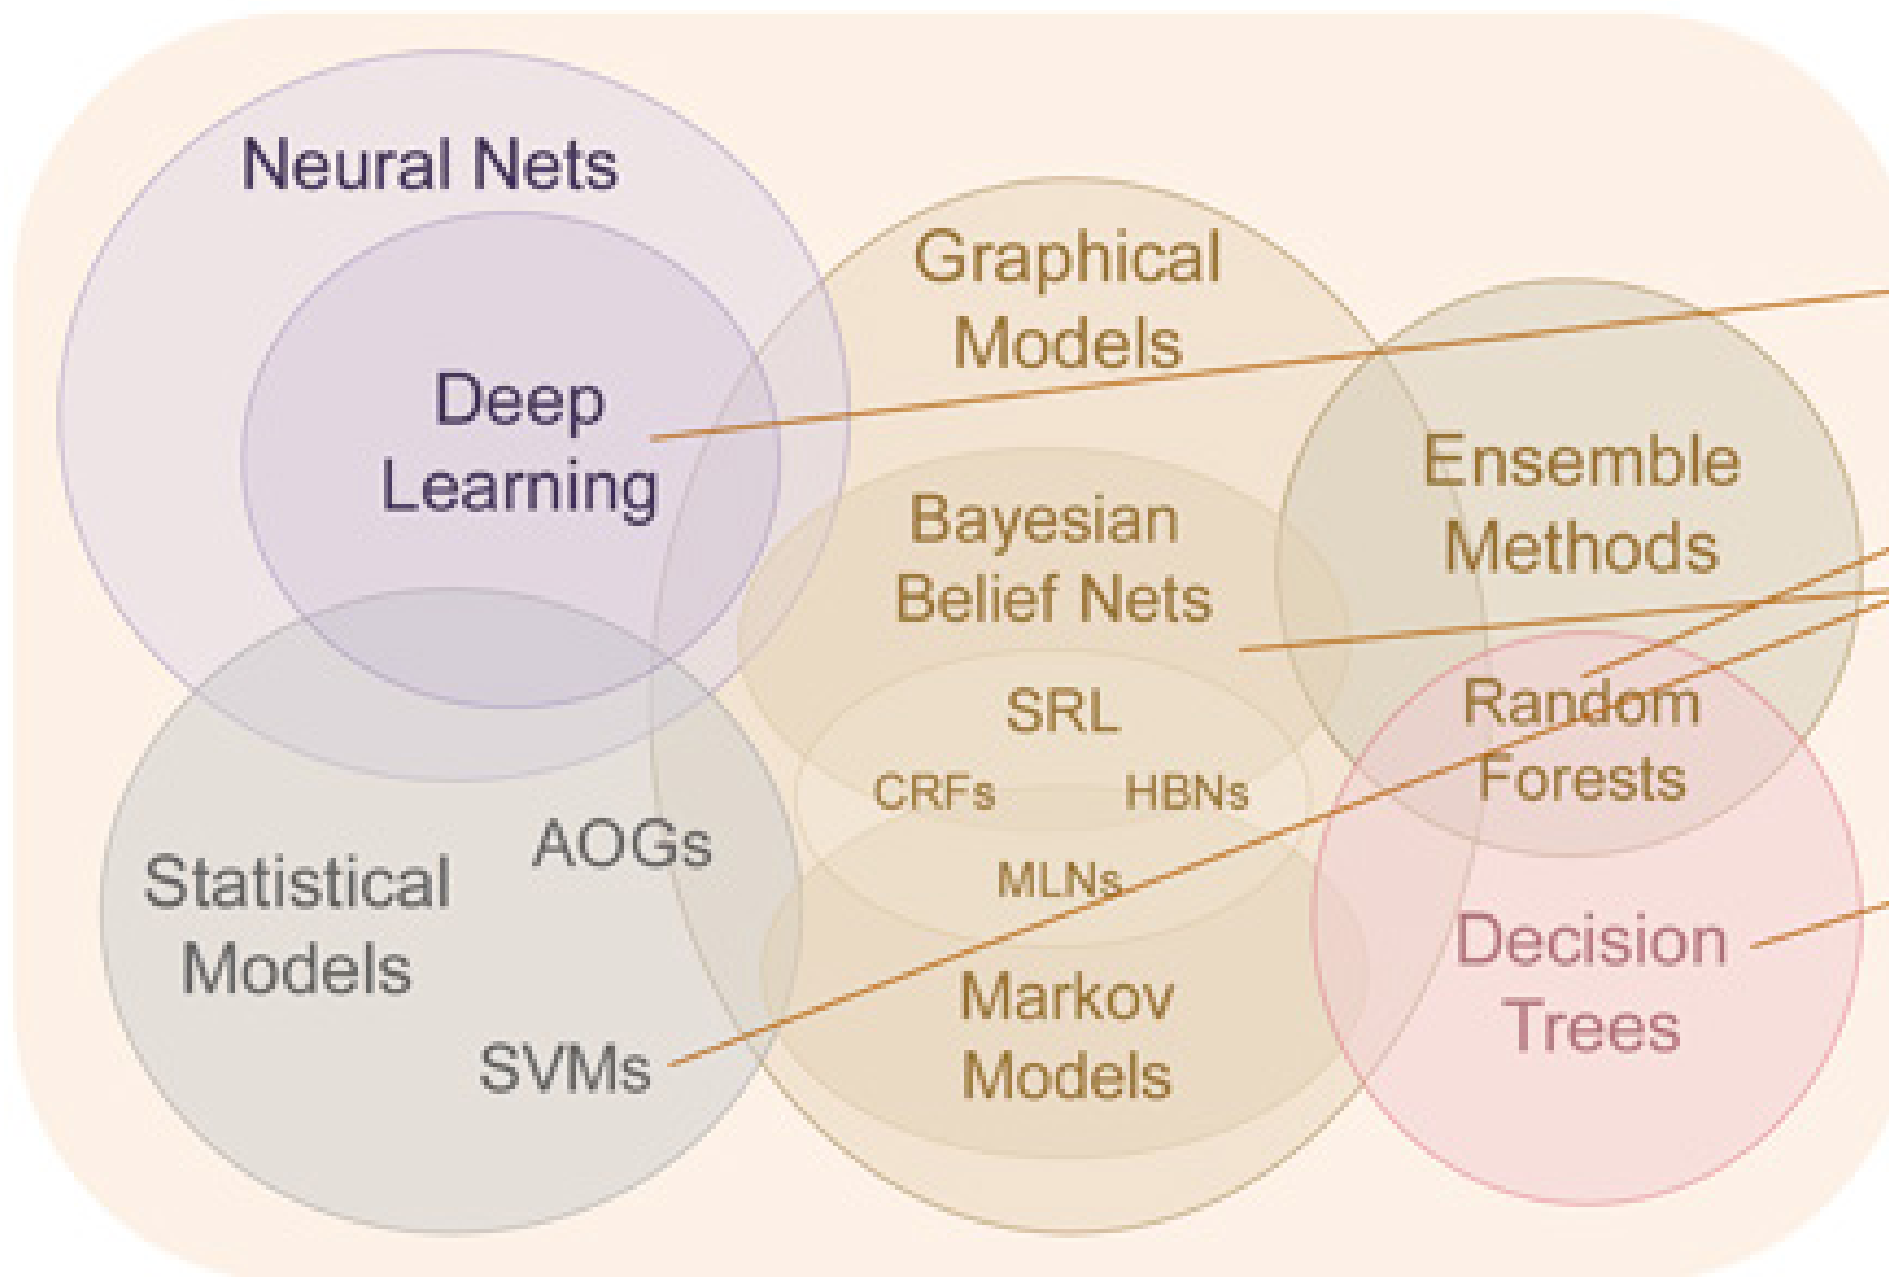 Neural Nets
Deep
Learning
Graphical
Models
Bayesian
Belief Nets
SRL
CRFs
HBNs
MLNs
Markov
Models
Ensemble
Methods
Random
Forests
Decision
Trees
Statistical
Models
AOGs
SVMs